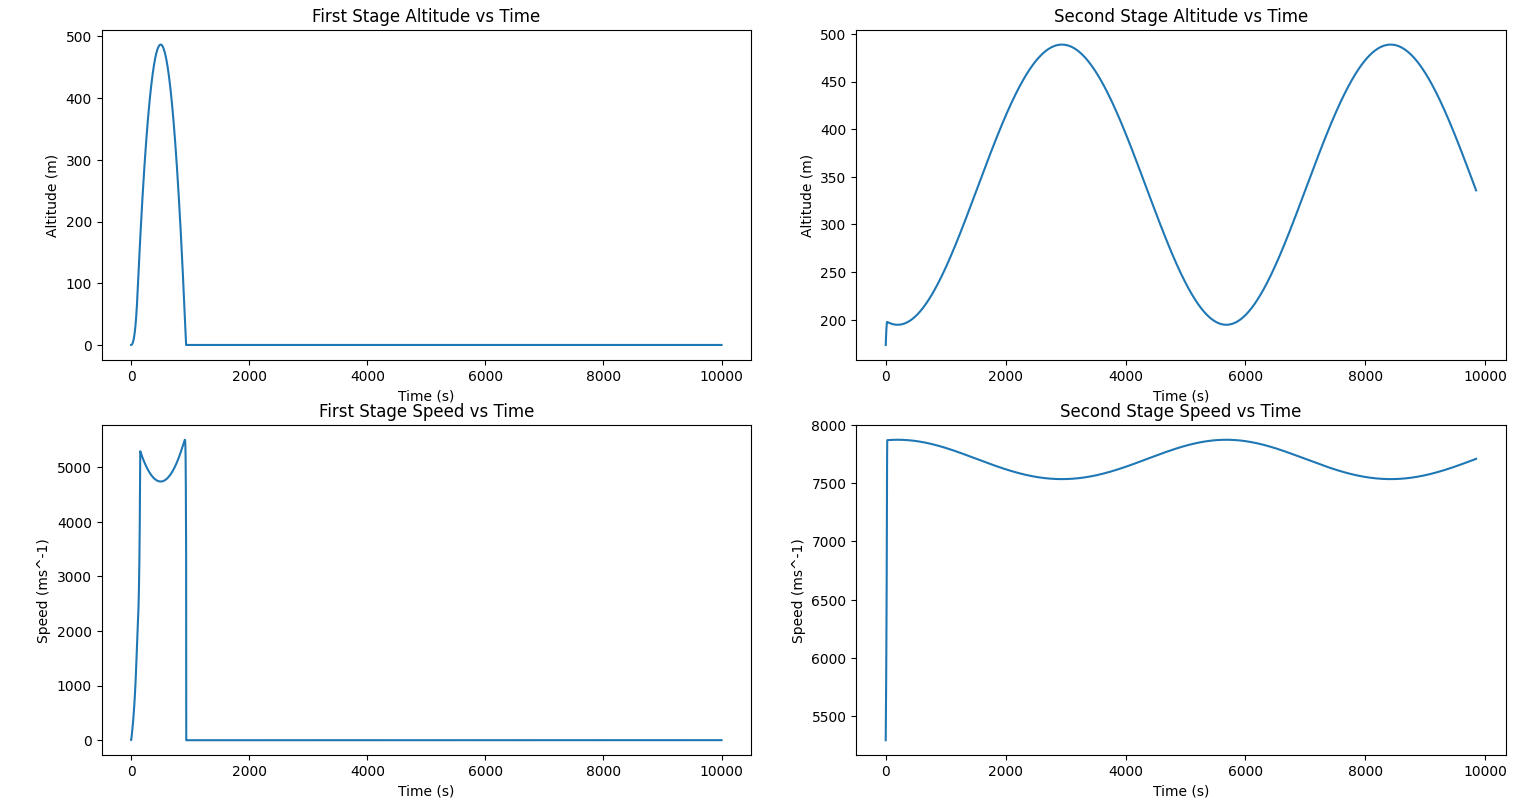 First Stage Altitude vs Time
500
400
300
200
100
0
Altitude (m)
0 2000 4000 6000 8000 10000
Time (s)
Second Stage Altitude vs Time
500
450
400
350
300
250
200
Altitude (m)
0 2000 4000 6000 8000 10000
Time (s)
First Stage Speed vs Time
5000
4000
3000
2000
1000
0
Speed (ms^-1)
0 2000 4000 6000 8000 10000
Time (s)
Second Stage Speed vs Time
8000
7500
7000
6500
6000
5500
Speed (ms^-1)
0 2000 4000 6000 8000 10000
Time (s)